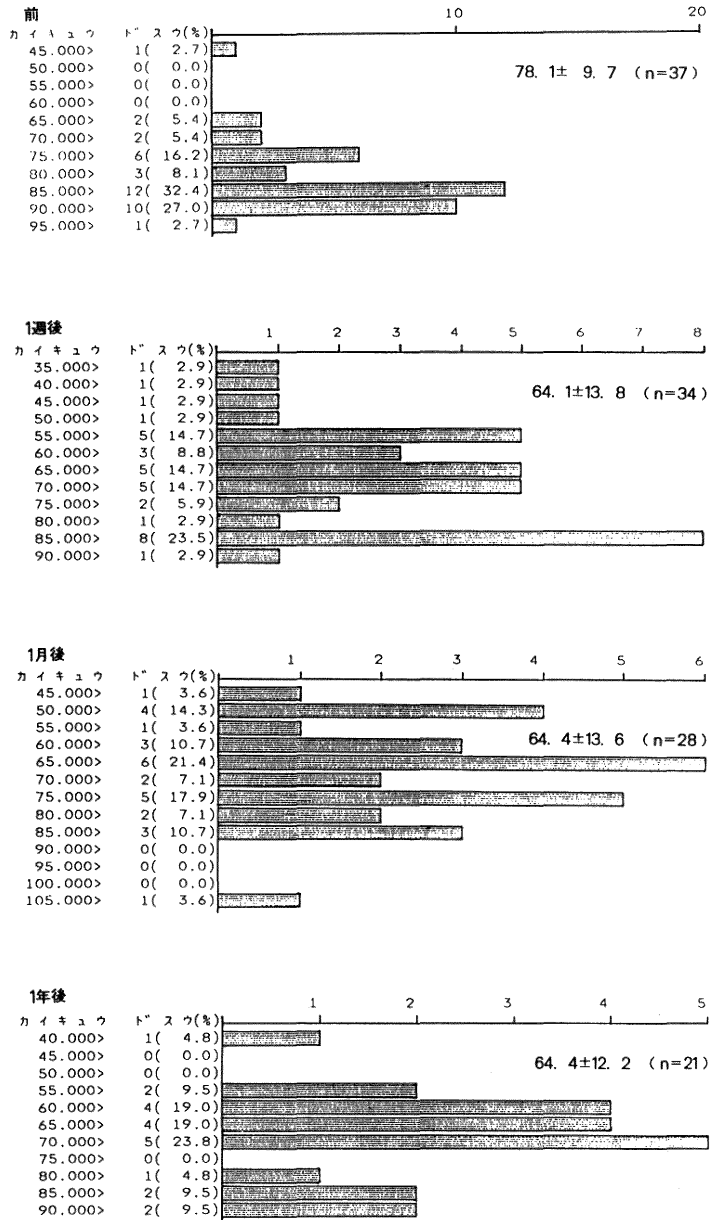 前
10 20
カイキュウ ドスウ(%)
45.000> 1( 2.7)
50.000> 0( 0.0)
55.000> 0( 0.0)
60.000> 0( 0.0)
78.1± 9.7 (n=37)
65.000> 2( 5.4)
70.000> 2( 5.4)
75.000> 6( 16.2)
80.000> 3( 8.1)
85.000> 12( 32.4)
90.000> 10( 27.0)
95.000> 1( 2.7)
1週後
1 2 3 4 5 6 7 8
カイキュウ ドスウ(%)
35.000> 1( 2.9)
40.000> 1( 2.9)
64.1±13.8 (n=34)
45.000> 1( 2.9)
50.000> 1( 2.9)
55.000> 5( 14.7)
60.000> 3( 8.8)
65.000> 5( 14.7)
70.000> 5( 14.7)
75.000> 2( 5.9)
80.000> 1( 2.9)
85.000> 8( 23.5)
90.000> 1( 2.9)
1月後
1 2 3 4 5 6
カイキュウ ドスウ(%)
45.000> 1( 3.6)
50.000> 4( 14.3)
55.000> 1( 3.6)
60.000> 3( 10.7)
64.4±13.6 (n=28)
65.000> 6( 21.4)
70.000> 2( 7.1)
75.000> 5( 17.9)
80.000> 2( 7.1)
85.000> 3( 10.7)
90.000> 0( 0.0)
95.000> 0( 0.0)
100.000> 0( 0.0)
105.000> 1( 3.6)
1年後
1 2 3 4 5
カイキュウ ドスウ(%)
40.000> 1( 4.8)
45.000> 0( 0.0)
64.4±12.2 (n=21)
50.000> 0( 0.0)
55.000> 2( 9.5)
60.000> 4( 19.0)
65.000> 4( 19.0)
70.000> 5( 23.8)
75.000> 0( 0.0)
80.000> 1( 4.8)
85.000> 2( 9.5)
90.000> 2( 9.5)